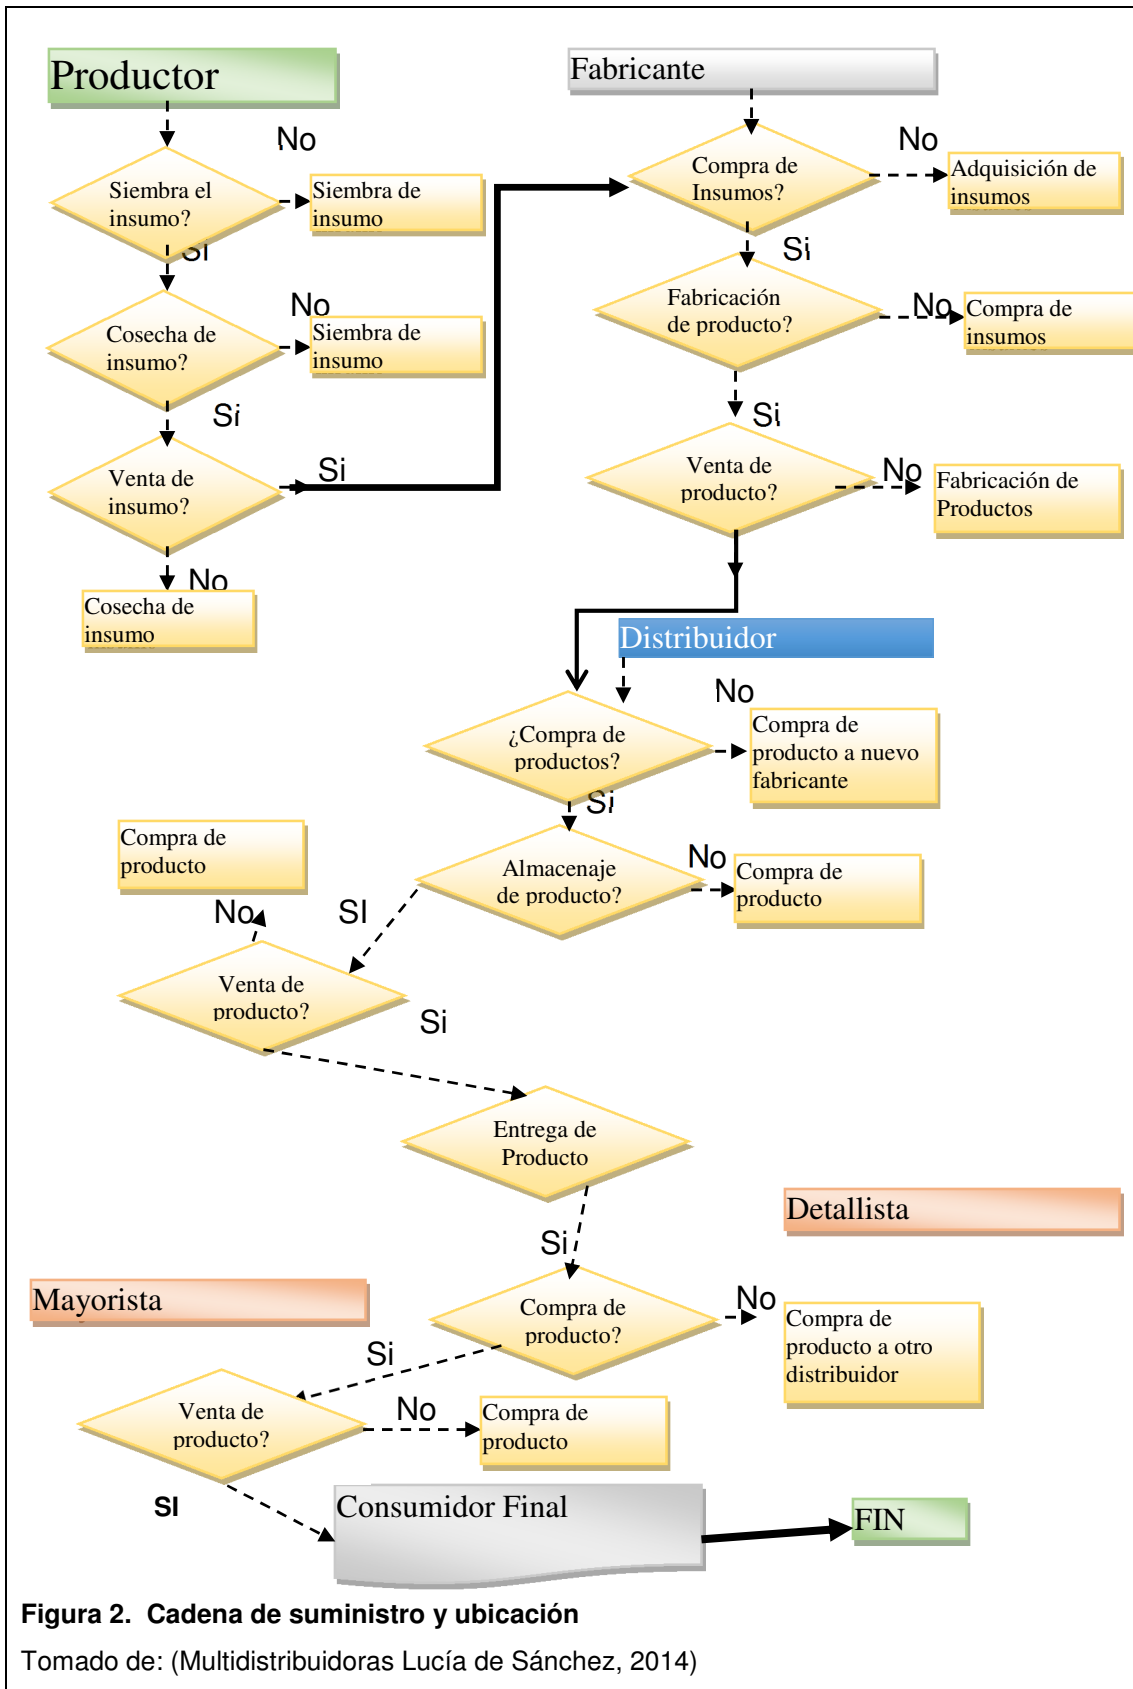 Productor
No
Siembra el
insumo?
Siembra de
insumo
SI
Cosecha de
insumo?
No
Siembra de
insumo
Si
Venta de
insumo?
Si
No
Cosecha de
insumo
Fabricante
Compra de
Insumos?
No
Adquisición de
insumos
Si
Fabricación
de producto?
No
Compra de
insumos
Si
Venta de
producto?
No
Fabricación de
Productos
Distribuidor
¿Compra de
productos?
No
Compra de
producto a nuevo
fabricante
Si
Almacenaje
de producto?
No
Compra de
producto
SI
Compra de
producto
No
Venta de
producto?
Si
Entrega de
Producto
Si
Detallista
Mayorista
Compra de
producto?
No
Compra de
producto a otro
distribuidor
Si
Venta de
producto?
No
Compra de
producto
SI
Consumidor Final
FIN
Figura 2. Cadena de suministro y ubicación
Tomado de: (Multidistribuidoras Lucía de Sánchez, 2014)